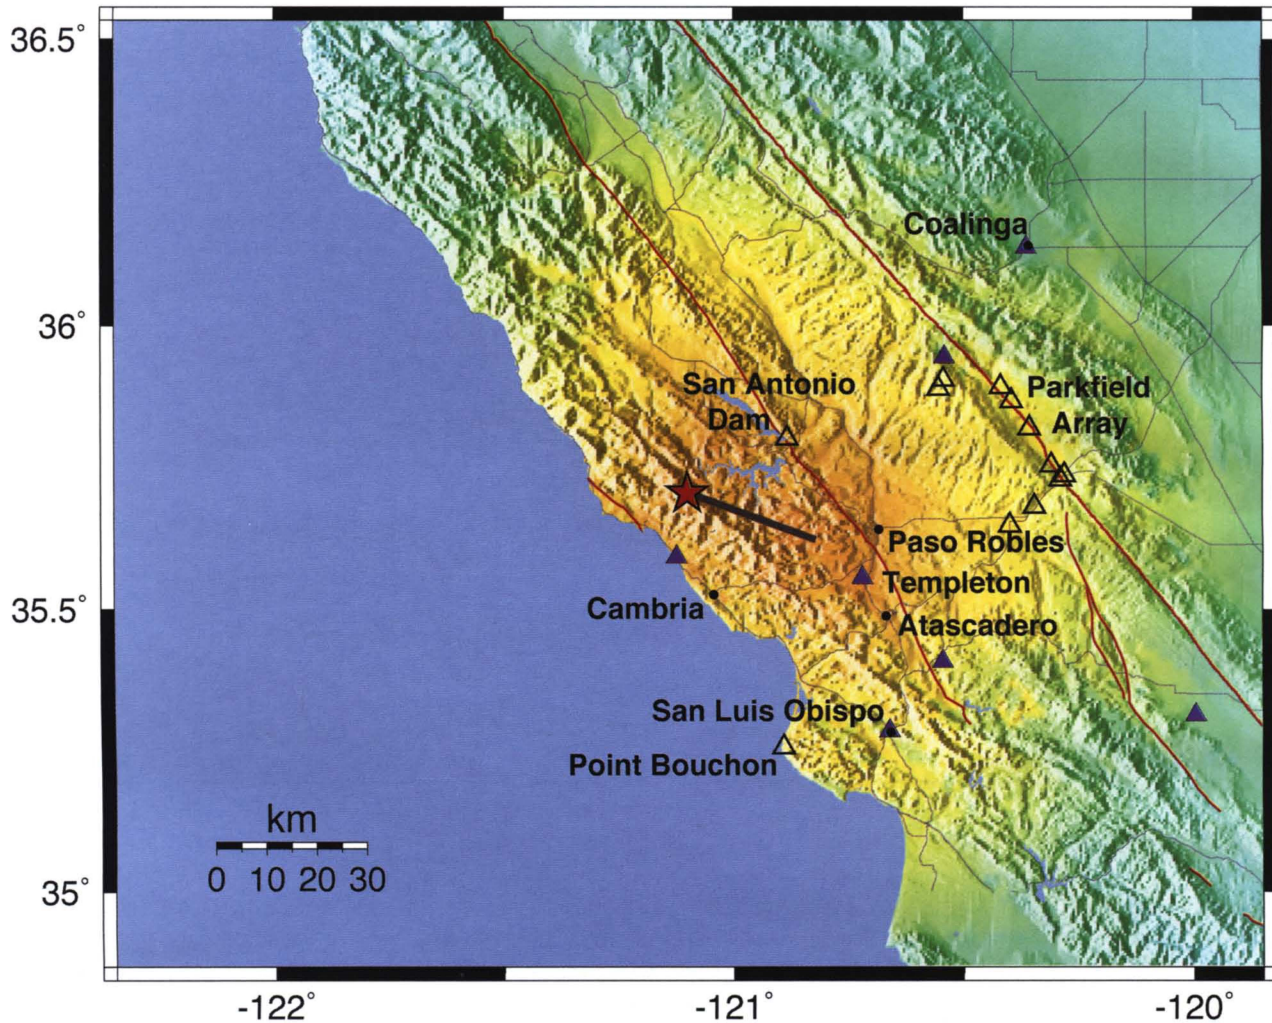 36.5°
Coalinga
36°
San Antonio
Dam
Parkfield
Array
Paso Robles
Templeton
35.5°
Cambria
Atascadero
San Luis Obispo
Point Bouchon
km
0 10 20 30
35°
-122° -121° -120°